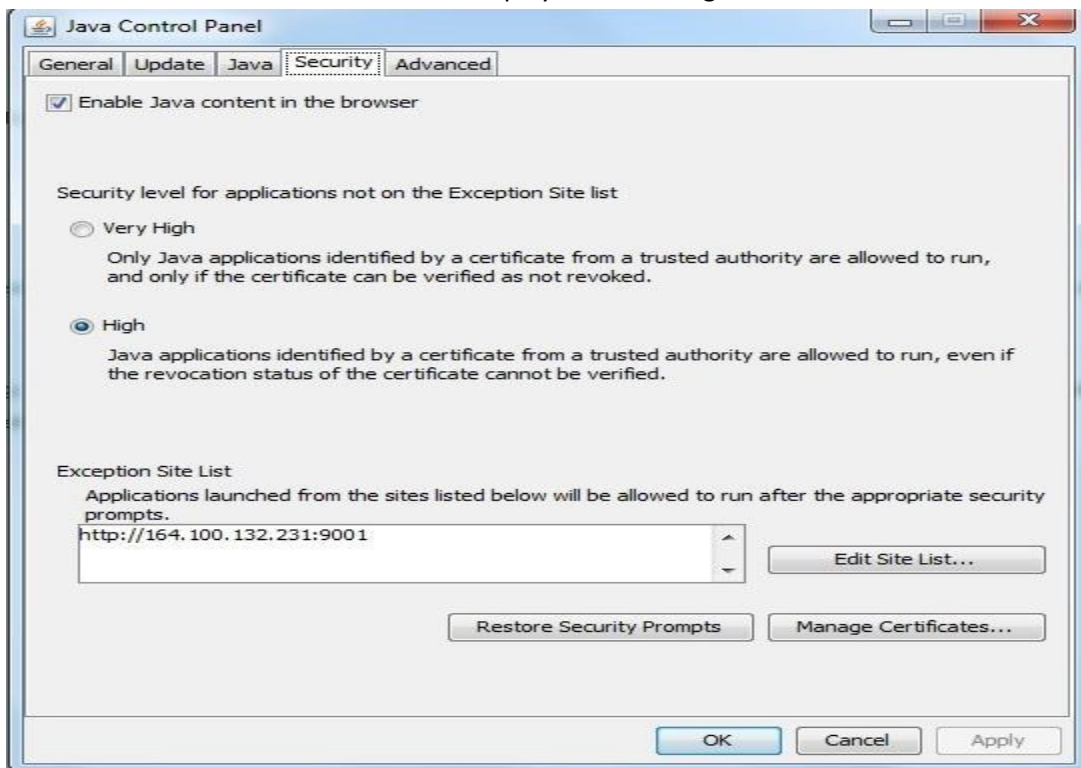 Java Control Panel
General Update Java Security Advanced
Enable Java content in the browser
Security level for applications not on the Exception Site list
Very High
Only Java applications identified by a certificate from a trusted authority are allowed to run,
and only if the certificate can be verified as not revoked.
High
Java applications identified by a certificate from a trusted authority are allowed to run, even if
the revocation status of the certificate cannot be verified.
Exception Site List
Applications launched from the sites listed below will be allowed to run after the appropriate security
prompts.
http://164.100.132.231:9001
Edit Site List...
Restore Security Prompts Manage Certificates...
OK Cancel Apply